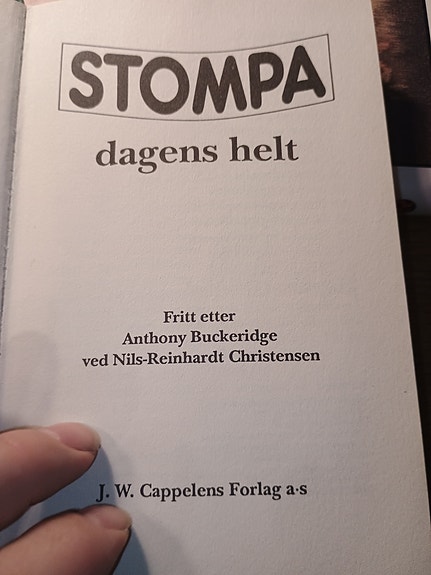 STOMPA
dagens helt
Fritt etter
Anthony Buckeridge
ved Nils-Reinhardt Christensen
J. W. Cappelens Forlag a·s